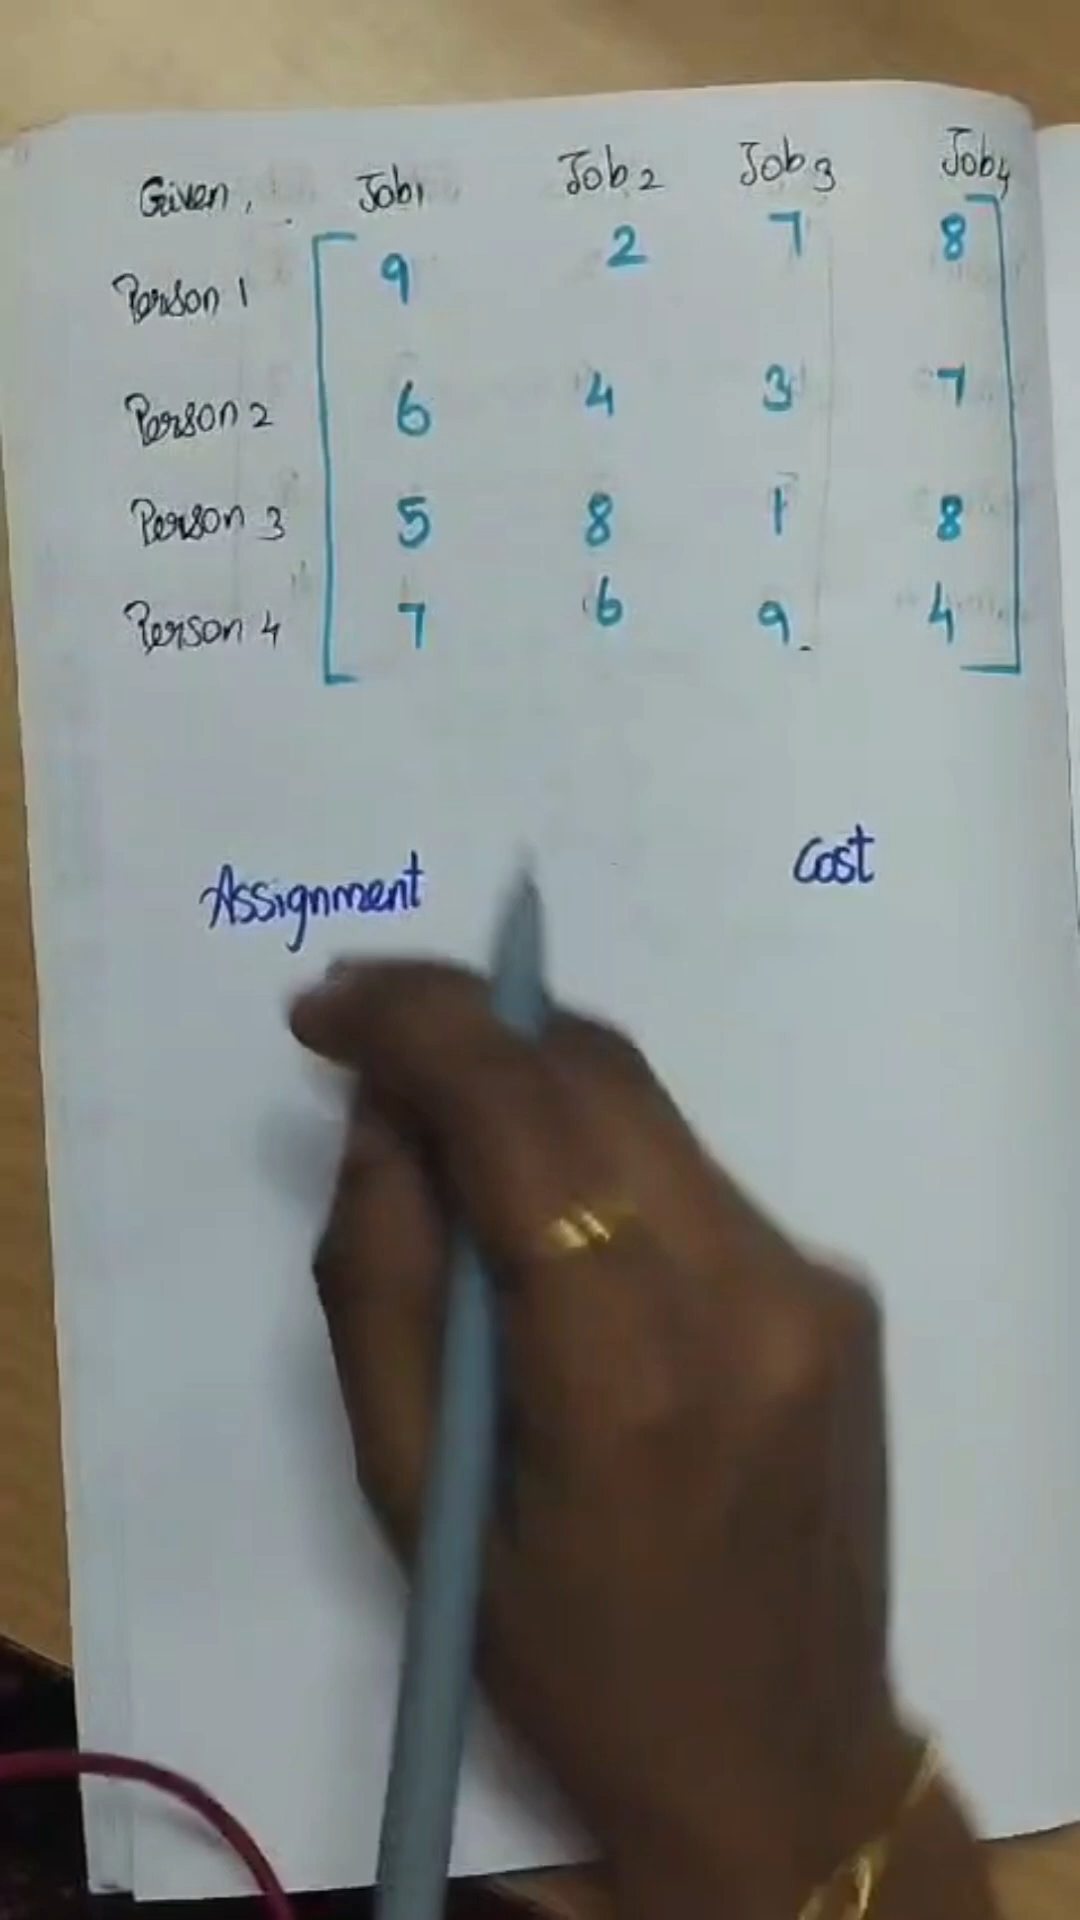 Given, Job1 Job2 Job3 Job4
Person 1 9 2 7 8
Person 2 6 4 3 7
Person 3 5 8 1 8
Person 4 7 6 9 4
Assignment Cost